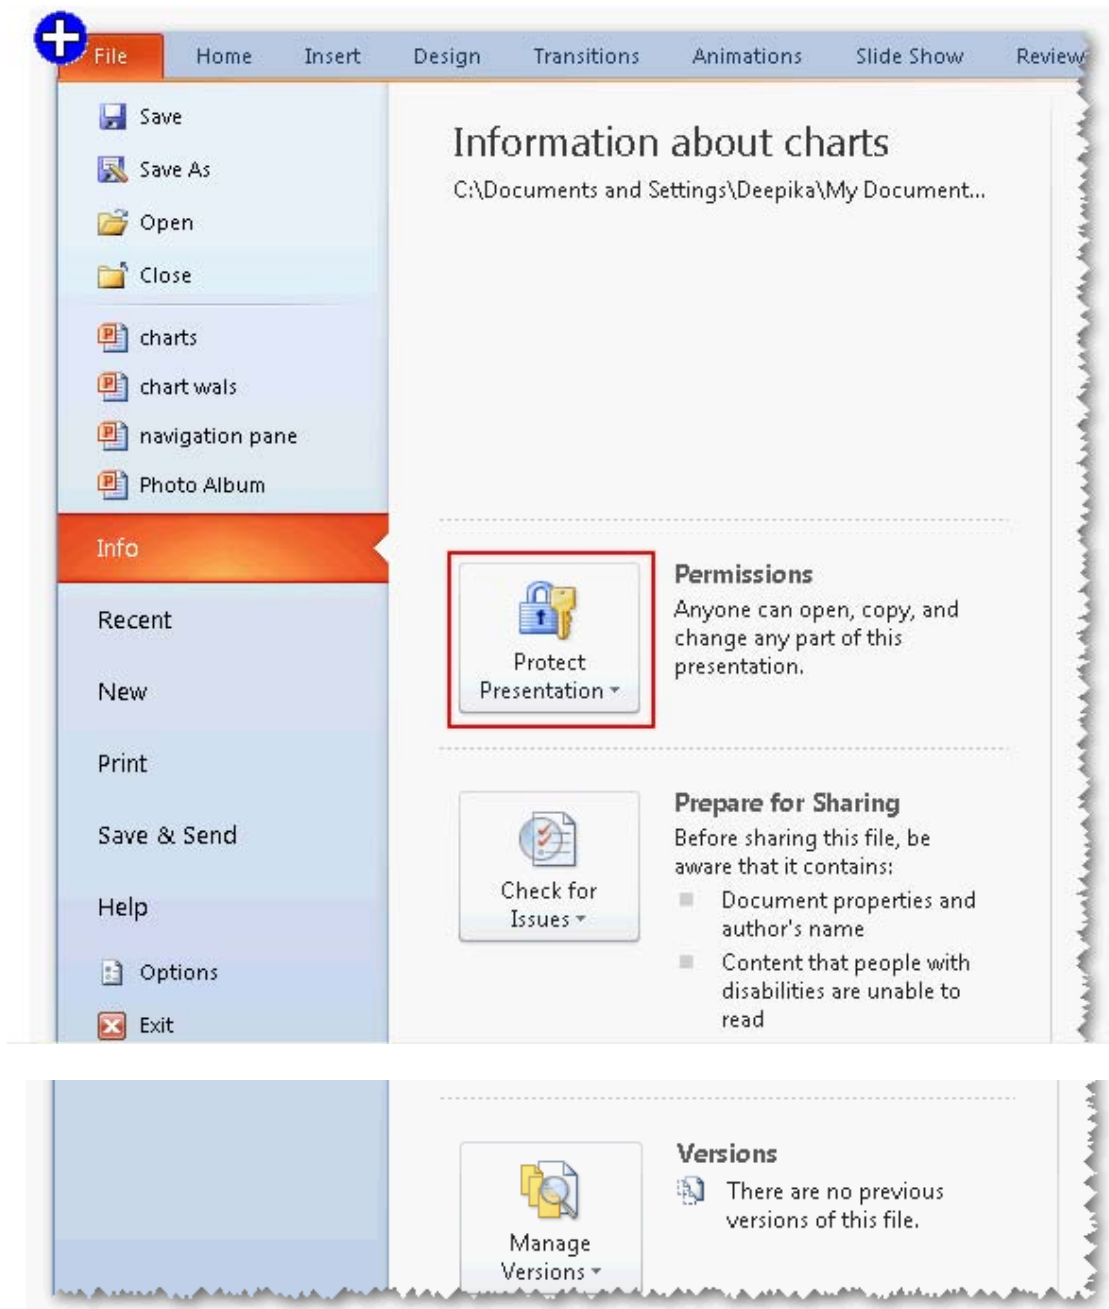 File Home Insert Design Transitions Animations Slide Show Review
Save
Save As
Open
Close
charts
chart wals
navigation pane
Photo Album
Info
Recent
New
Print
Save & Send
Help
Options
Exit
Information about charts
C:\Documents and Settings\Deepika\My Document...
Protect
Presentation
Permissions
Anyone can open, copy, and
change any part of this
presentation.
Check for
Issues
Prepare for Sharing
Before sharing this file, be
aware that it contains:
Document properties and
author's name
Content that people with
disabilities are unable to
read
Manage
Versions
Versions
There are no previous
versions of this file.